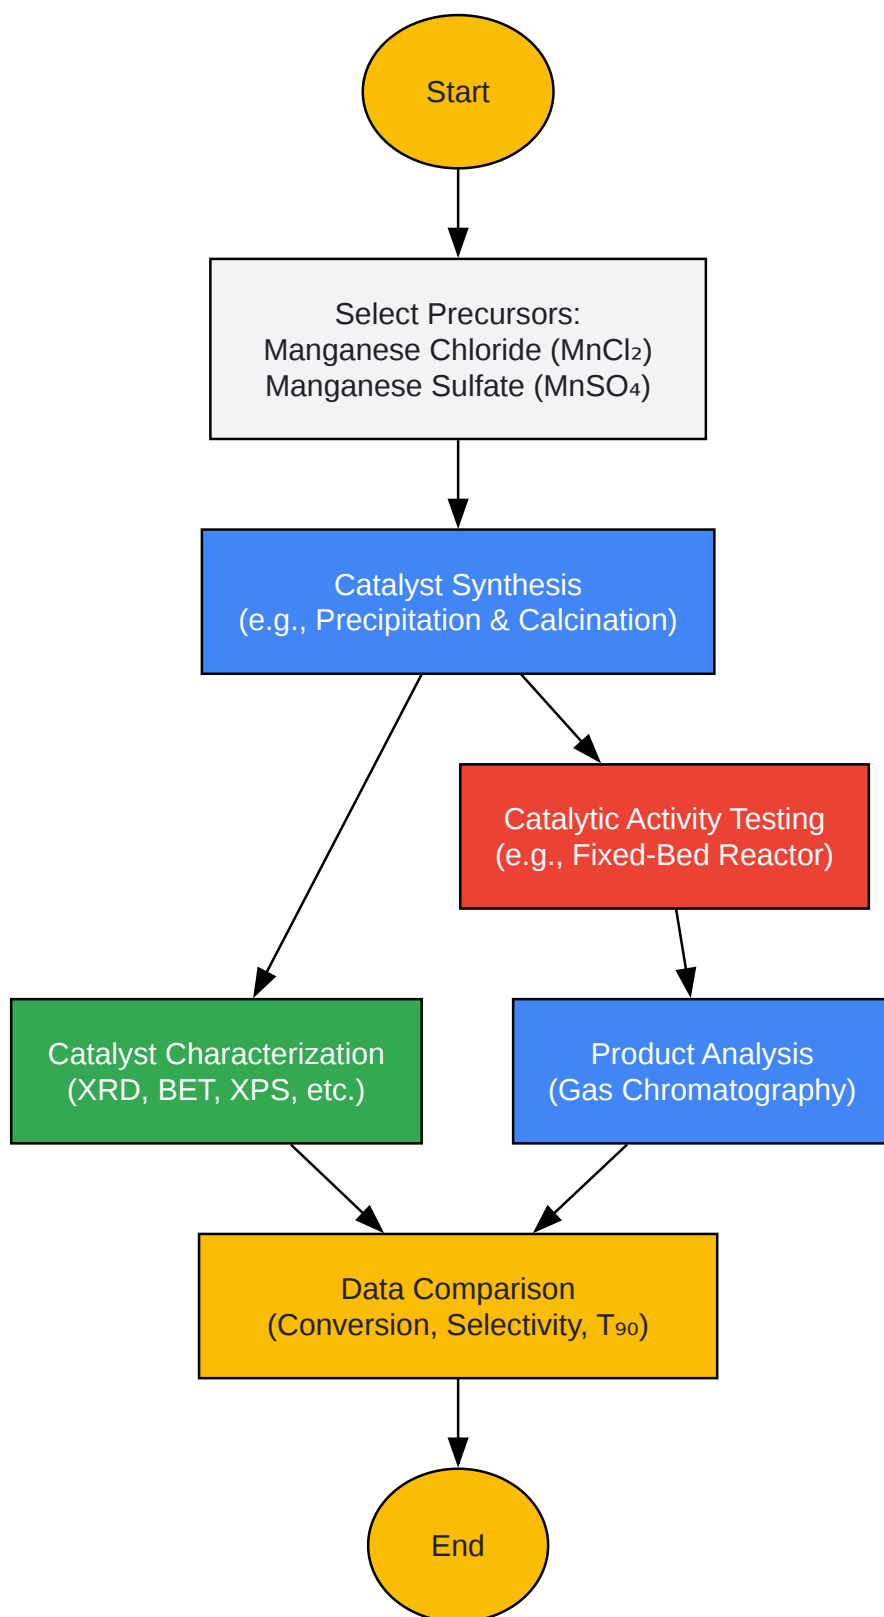 Start
Select Precursors:
Manganese Chloride (MnCl₂)
Manganese Sulfate (MnSO₄)
Catalyst Synthesis
(e.g., Precipitation & Calcination)
Catalytic Activity Testing
(e.g., Fixed-Bed Reactor)
Catalyst Characterization
(XRD, BET, XPS, etc.)
Product Analysis
(Gas Chromatography)
Data Comparison
(Conversion, Selectivity, T₉₀)
End